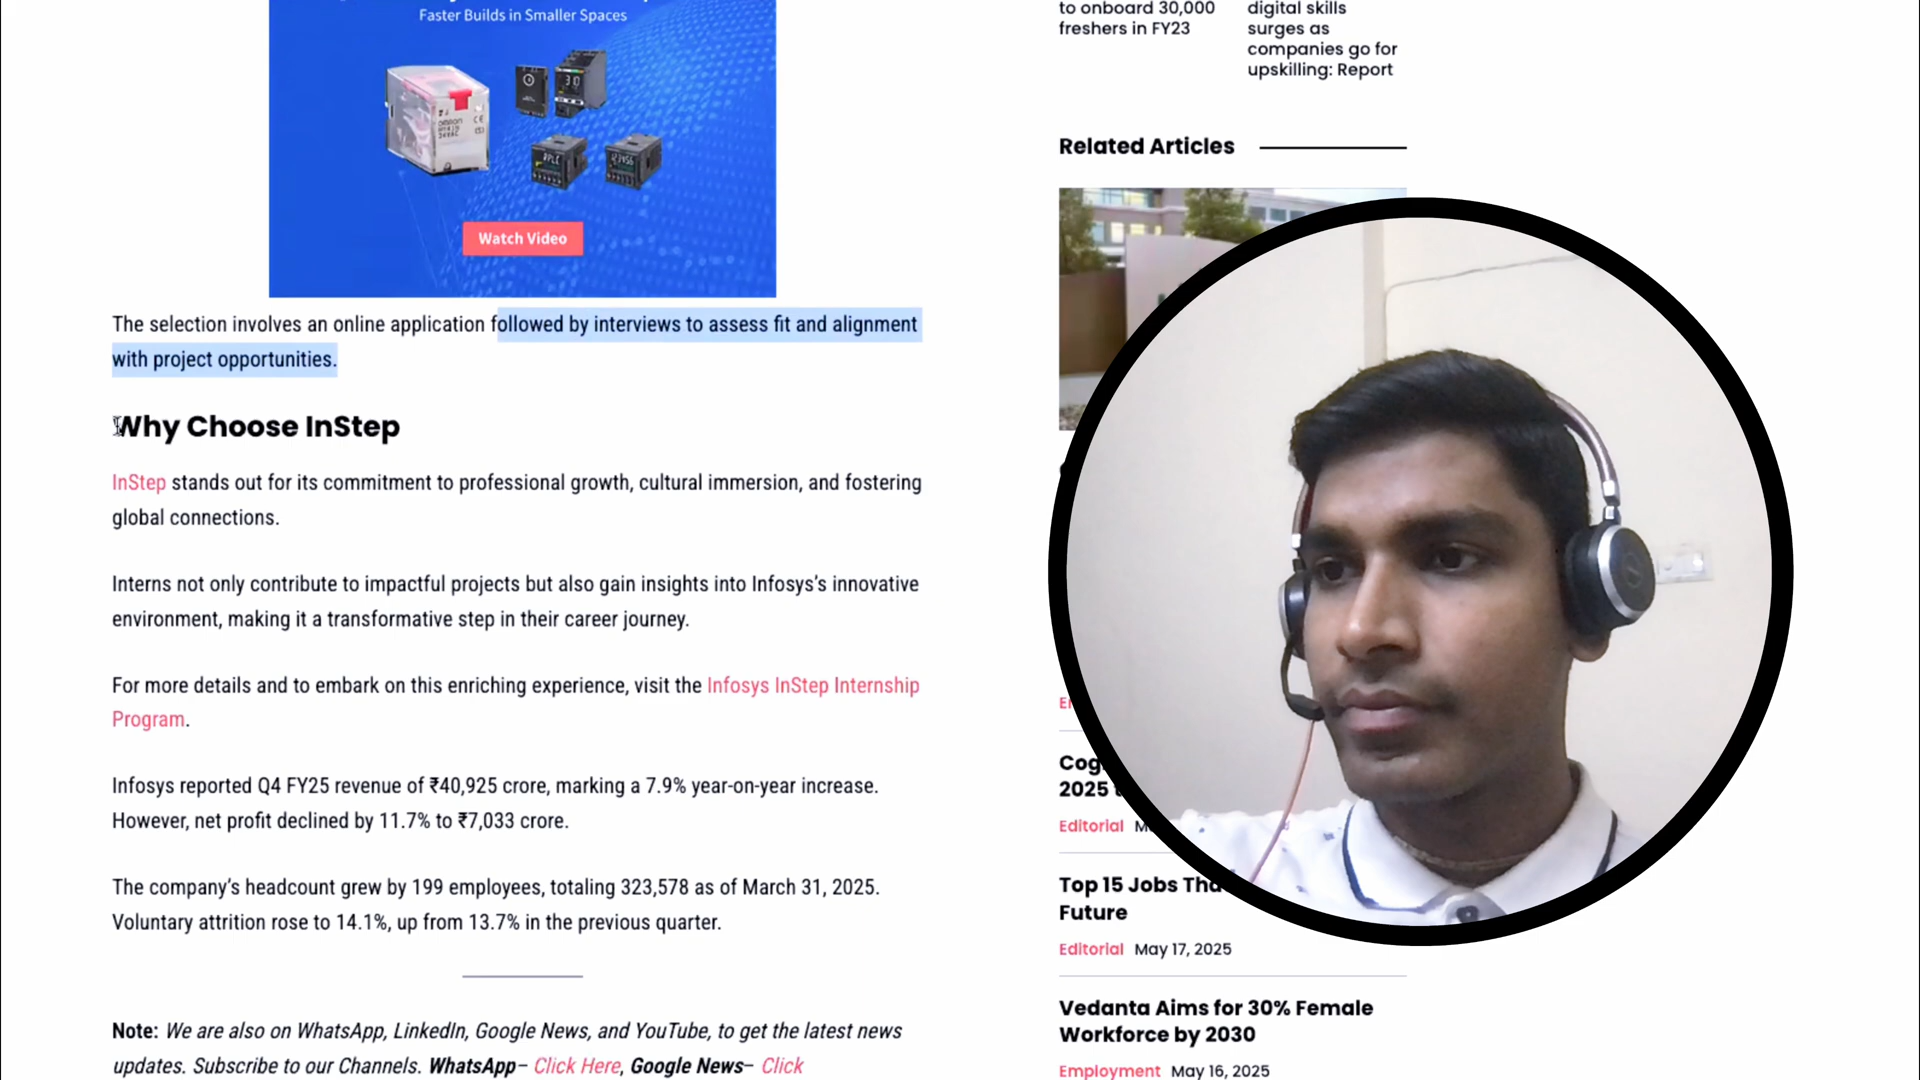 Faster Builds in Smaller Spaces
omron
Watch Video
The selection involves an online application followed by interviews to assess fit and alignment
with project opportunities.
Why Choose InStep
InStep stands out for its commitment to professional growth, cultural immersion, and fostering
global connections.
Interns not only contribute to impactful projects but also gain insights into Infosys’s innovative
environment, making it a transformative step in their career journey.
For more details and to embark on this enriching experience, visit the Infosys InStep Internship
Program.
Infosys reported Q4 FY25 revenue of ₹40,925 crore, marking a 7.9% year-on-year increase.
However, net profit declined by 11.7% to ₹7,033 crore.
The company’s headcount grew by 199 employees, totaling 323,578 as of March 31, 2025.
Voluntary attrition rose to 14.1%, up from 13.7% in the previous quarter.
Note: We are also on WhatsApp, LinkedIn, Google News, and YouTube, to get the latest news
updates. Subscribe to our Channels. WhatsApp– Click Here, Google News– Click
to onboard 30,000
freshers in FY23
digital skills
surges as
companies go for
upskilling: Report
Related Articles
2025
Editorial
Top 15 Jobs
Future
Editorial May 17, 2025
Vedanta Aims for 30% Female
Workforce by 2030
Employment May 16, 2025